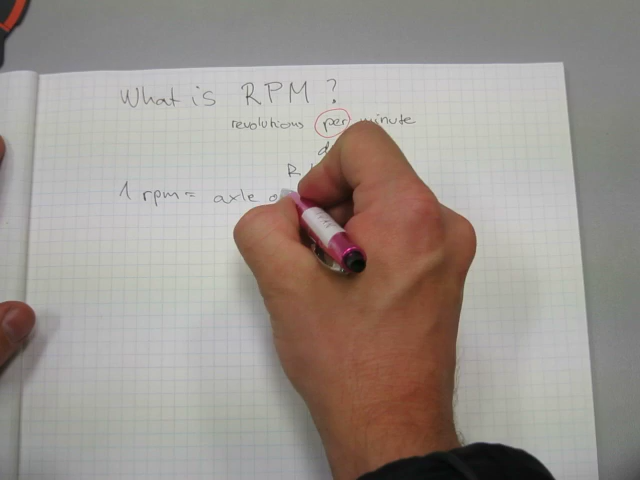 What is RPM ?
revolutions per minute
R
1 rpm = axle